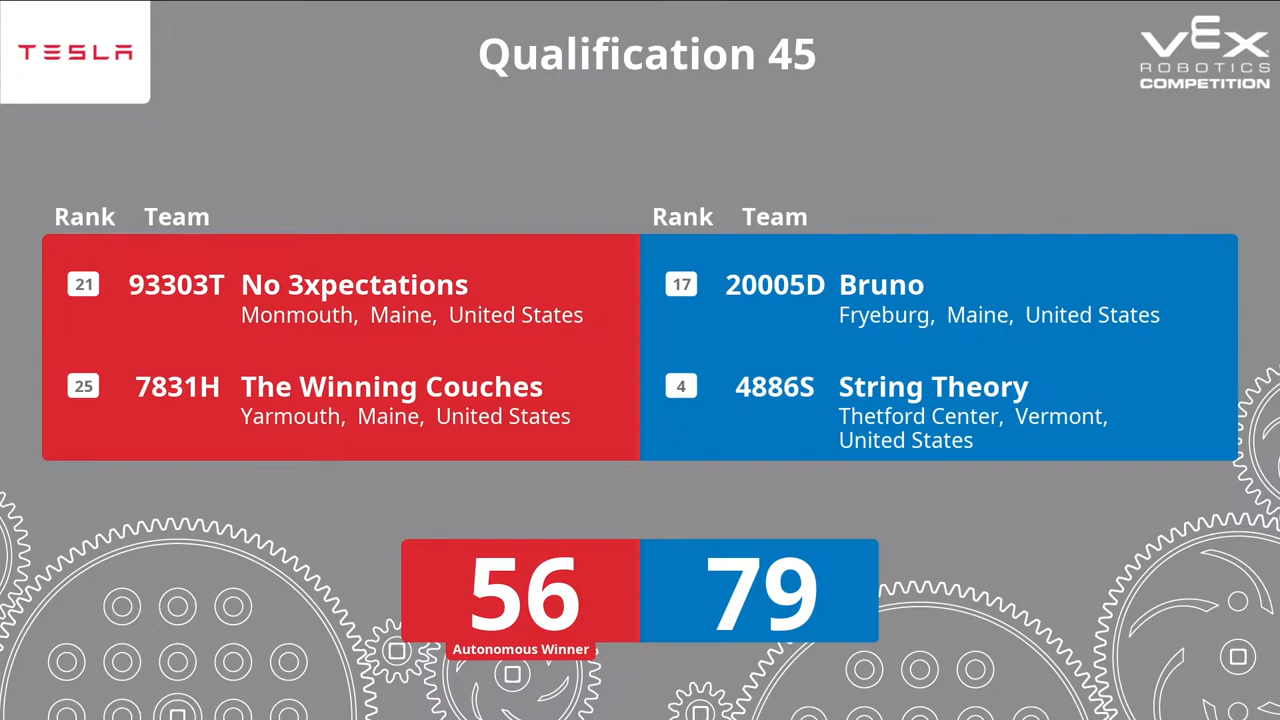 TESLA
Qualification 45
VEX
ROBOTICS
COMPETITION
Rank Team
Rank Team
21 93303T No 3xpectations
Monmouth, Maine, United States
25 7831H The Winning Couches
Yarmouth, Maine, United States
17 20005D Bruno
Fryeburg, Maine, United States
4 4886S String Theory
Thetford Center, Vermont,
United States
56 79
Autonomous Winner